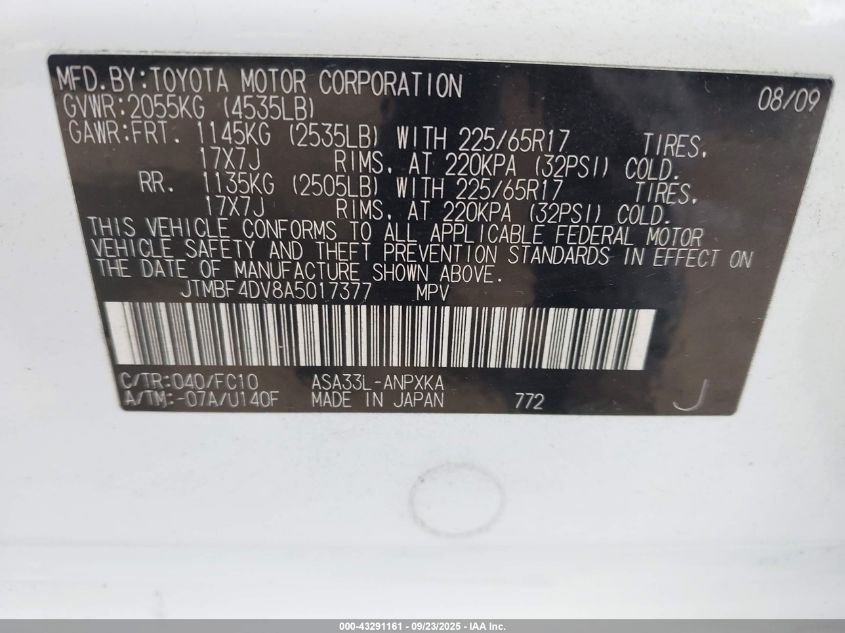 MFD.BY:TOYOTA MOTOR CORPORATION 08/09
GVWR:2055KG (4535LB)
GAWR:FRT. 1145KG (2535LB) WITH 225/65R17 TIRES,
17X7J RIMS, AT 220KPA (32PSI) COLD.
RR. 1135KG (2505LB) WITH 225/65R17 TIRES,
17X7J RIMS, AT 220KPA (32PSI) COLD.
THIS VEHICLE CONFORMS TO ALL APPLICABLE FEDERAL MOTOR
VEHICLE SAFETY AND THEFT PREVENTION STANDARDS IN EFFECT ON
THE DATE OF MANUFACTURE SHOWN ABOVE.
JTMBF4DV8A5017377 MPV
C/TR:040/FC10 ASA33L-ANPXKA
A/TM:-07A/U140F MADE IN JAPAN 772 J
000-43291161 - 09/23/2025 - IAA Inc.